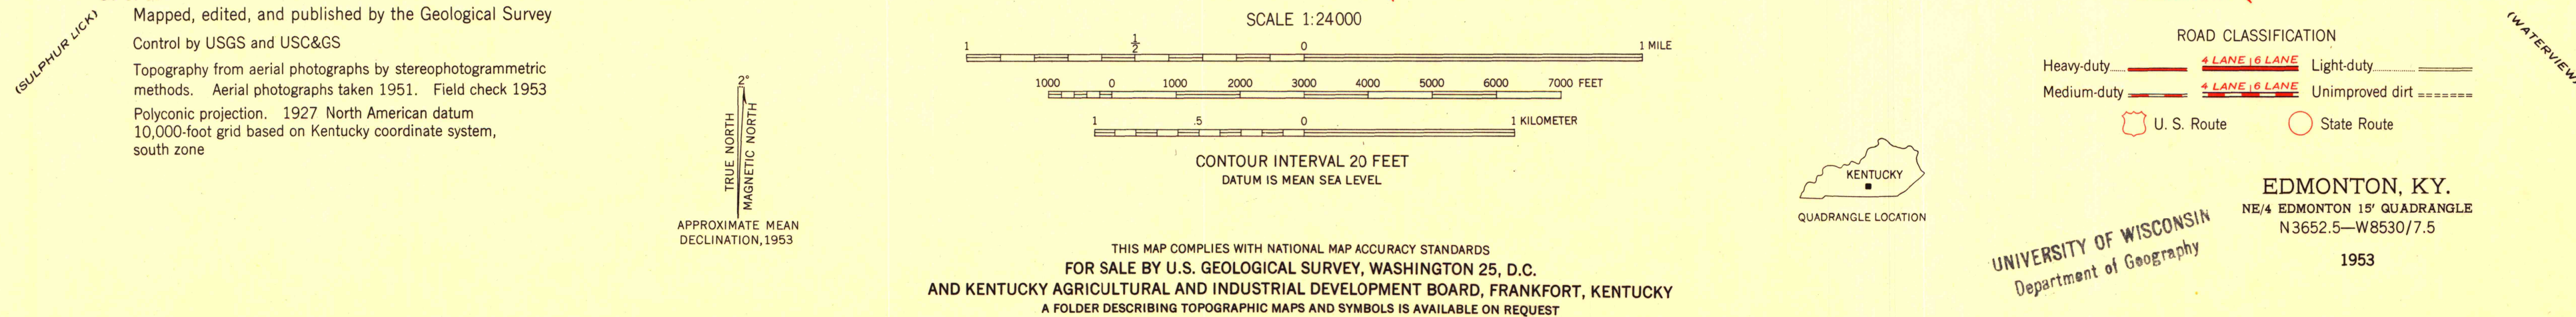 (SULPHUR LICK)
Mapped, edited, and published by the Geological Survey
Control by USGS and USC&GS
Topography from aerial photographs by stereophotogrammetric
methods. Aerial photographs taken 1951. Field check 1953
Polyconic projection. 1927 North American datum
10,000-foot grid based on Kentucky coordinate system,
south zone
2°
TRUE NORTH
MAGNETIC NORTH
APPROXIMATE MEAN
DECLINATION, 1953
SCALE 1:24000
1 ½ 0 1 MILE
1000 0 1000 2000 3000 4000 5000 6000 7000 FEET
1 .5 0 1 KILOMETER
CONTOUR INTERVAL 20 FEET
DATUM IS MEAN SEA LEVEL
THIS MAP COMPLIES WITH NATIONAL MAP ACCURACY STANDARDS
FOR SALE BY U.S. GEOLOGICAL SURVEY, WASHINGTON 25, D.C.
AND KENTUCKY AGRICULTURAL AND INDUSTRIAL DEVELOPMENT BOARD, FRANKFORT, KENTUCKY
A FOLDER DESCRIBING TOPOGRAPHIC MAPS AND SYMBOLS IS AVAILABLE ON REQUEST
KENTUCKY
QUADRANGLE LOCATION
ROAD CLASSIFICATION
Heavy-duty 4 LANE 6 LANE Light-duty
Medium-duty 4 LANE 6 LANE Unimproved dirt
U. S. Route State Route
(WATERVIEW)
EDMONTON, KY.
NE/4 EDMONTON 15' QUADRANGLE
N3652.5—W8530/7.5
1953
UNIVERSITY OF WISCONSIN
Department of Geography